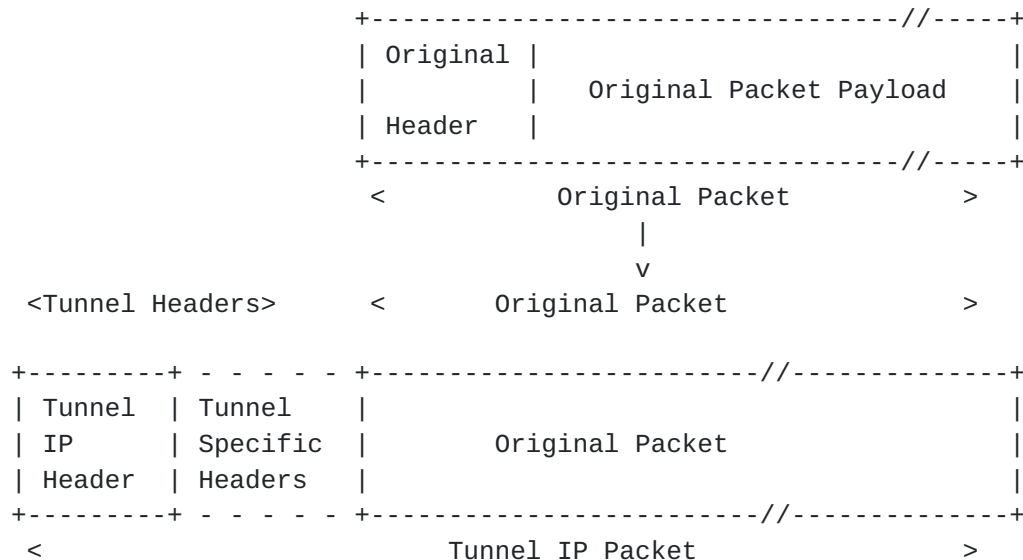 +----------------------------------//-----+
| Original |                              |
|          |   Original Packet Payload    |
| Header   |                              |
+----------------------------------//-----+
<           Original Packet           >
|
v
<Tunnel Headers>      <       Original Packet               >
+---------+ - - - - - +-------------------------//--------------+
| Tunnel  | Tunnel    |                                         |
| IP      | Specific  |        Original Packet                  |
| Header  | Headers   |                                         |
+---------+ - - - - - +-------------------------//--------------+
<                          Tunnel IP Packet                 >